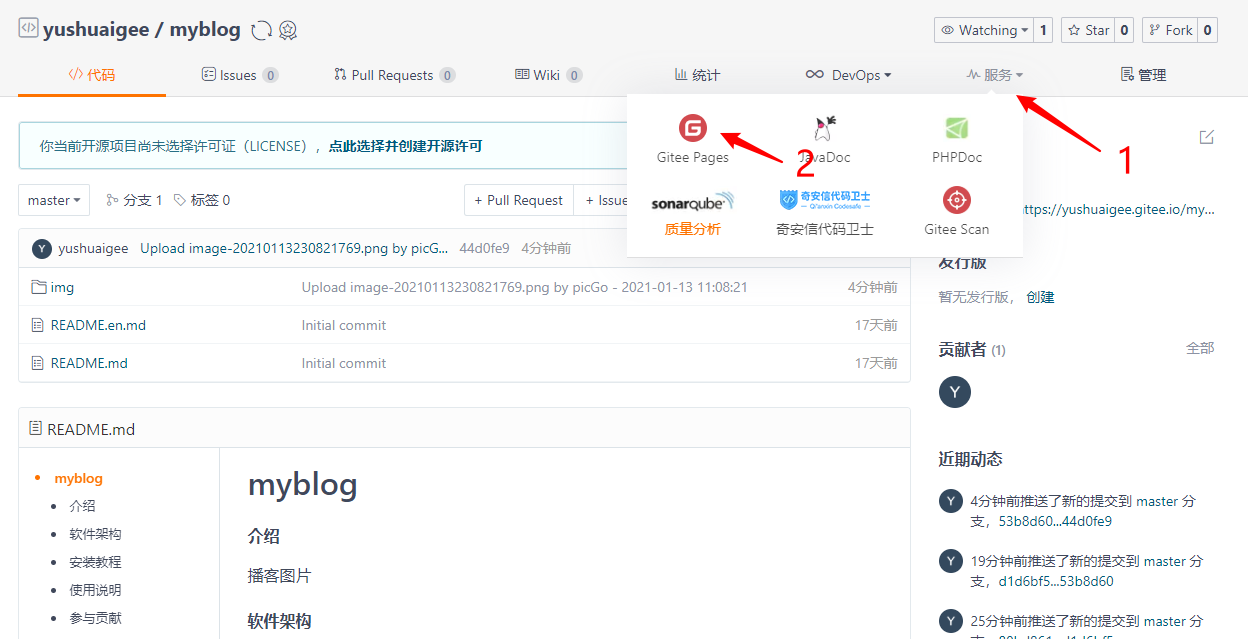 yushuaigee / myblog
Watching 1
Star 0
Fork 0
代码
Issues 0
Pull Requests 0
Wiki 0
统计
DevOps
服务
管理
你当前开源项目尚未选择许可证（LICENSE），点此选择并创建开源许可
Gitee Pages
JavaDoc
PHPDoc
1
2
sonarqube
质量分析
奇安信代码卫士
Qi'anxin Codesafe
奇安信代码卫士
Gitee Scan
master
分支 1
标签 0
+ Pull Request
+ Issue
https://yushuaigee.gitee.io/my...
Y yushuaigee Upload image-20210113230821769.png by picG... 44d0fe9 4分钟前
img Upload image-20210113230821769.png by picGo - 2021-01-13 11:08:21 4分钟前
README.en.md Initial commit 17天前
README.md Initial commit 17天前
发行版
暂无发行版， 创建
贡献者 (1) 全部
Y
README.md
myblog
介绍
软件架构
安装教程
使用说明
参与贡献
myblog
介绍
播客图片
软件架构
近期动态
Y 4分钟前推送了新的提交到 master 分
支，53b8d60...44d0fe9
Y 19分钟前推送了新的提交到 master 分
支，d1d6bf5...53b8d60
Y 25分钟前推送了新的提交到 master 分